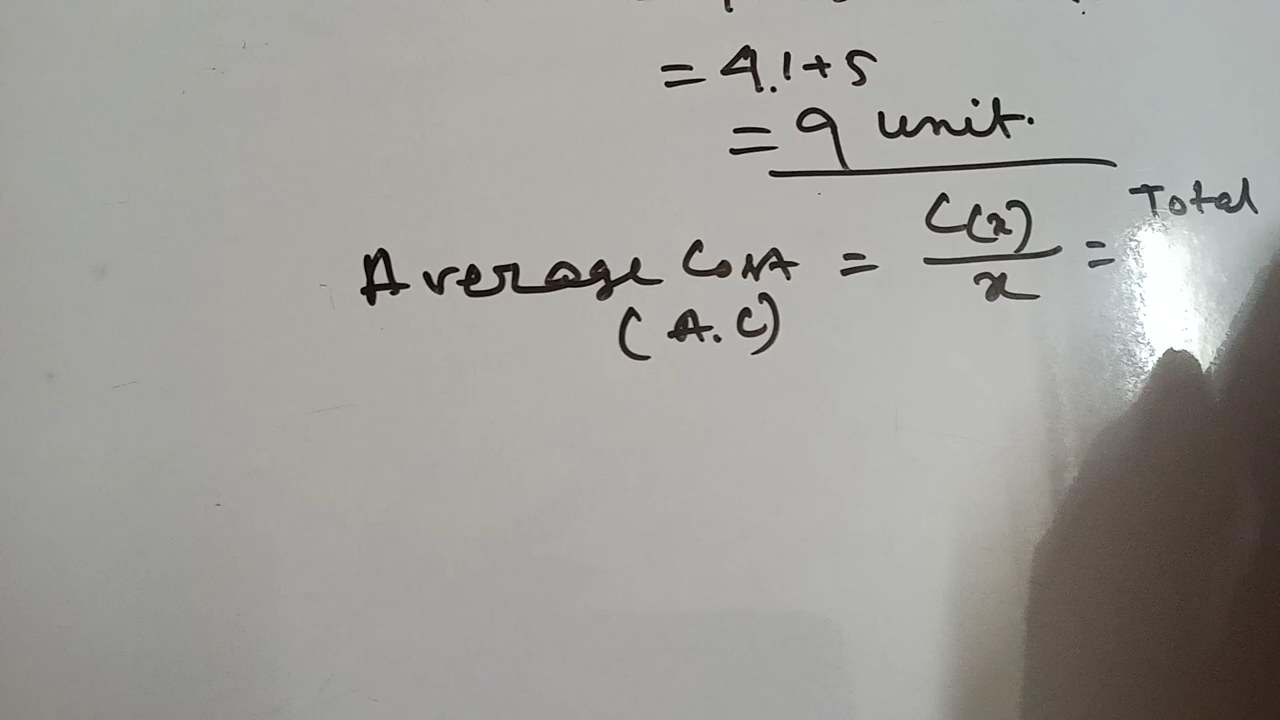 = 4.1+5
= 9 unit.
Average Cost = C(x)/x = Total
(A.C)